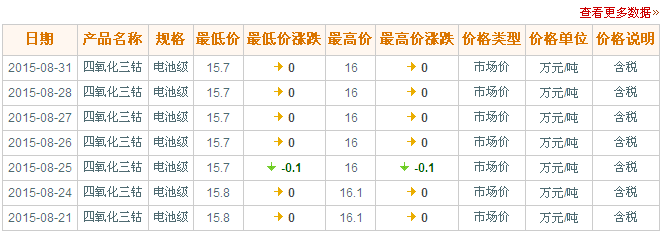 查看更多数据»
日期 产品名称 规格 最低价 最低价涨跌 最高价 最高价涨跌 价格类型 价格单位 价格说明
2015-08-31 四氧化三钴 电池级 15.7 0 16 0 市场价 万元/吨 含税
2015-08-28 四氧化三钴 电池级 15.7 0 16 0 市场价 万元/吨 含税
2015-08-27 四氧化三钴 电池级 15.7 0 16 0 市场价 万元/吨 含税
2015-08-26 四氧化三钴 电池级 15.7 0 16 0 市场价 万元/吨 含税
2015-08-25 四氧化三钴 电池级 15.7 -0.1 16 -0.1 市场价 万元/吨 含税
2015-08-24 四氧化三钴 电池级 15.8 0 16.1 0 市场价 万元/吨 含税
2015-08-21 四氧化三钴 电池级 15.8 0 16.1 0 市场价 万元/吨 含税